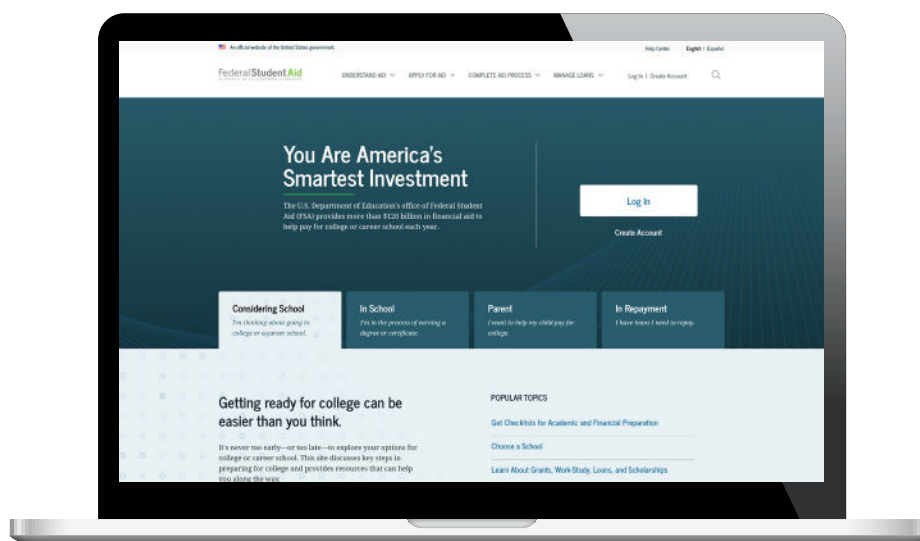 An official website of the United States government.
Help Center English | Español
Federal Student Aid
UNDERSTAND AID APPLY FOR AID COMPLETE AID PROCESS MANAGE LOANS Log In | Create Account
You Are America's
Smartest Investment
The U.S. Department of Education's office of Federal Student
Aid (FSA) provides more than $120 billion in financial aid to
help pay for college or career school each year.
Log In
Create Account
Considering School
I'm thinking about going to
college or a career school.
In School
I'm in the process of earning a
degree or certificate.
Parent
I want to help my child pay for
college.
In Repayment
I have loans I need to repay.
Getting ready for college can be
easier than you think.
It's never too early—or too late—to explore your options for
college or career school. This site discusses key steps in
preparing for college and provides resources that can help
you along the way.
POPULAR TOPICS
Get Checklists for Academic and Financial Preparation
Choose a School
Learn About Grants, Work-Study, Loans, and Scholarships